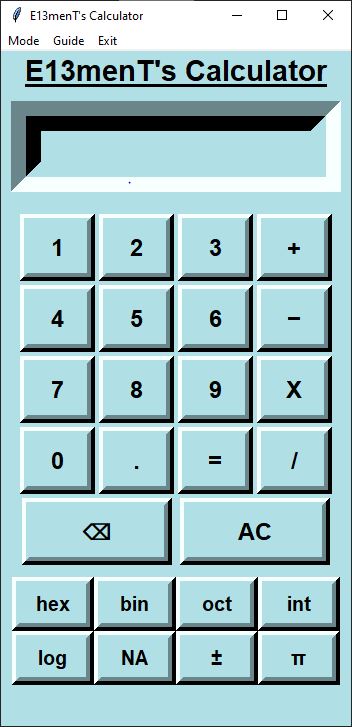 E13menT's Calculator
Mode Guide Exit
E13menT's Calculator
1 2 3 +
4 5 6 −
7 8 9 X
0 . = /
⌫ AC
hex bin oct int
log NA ± π